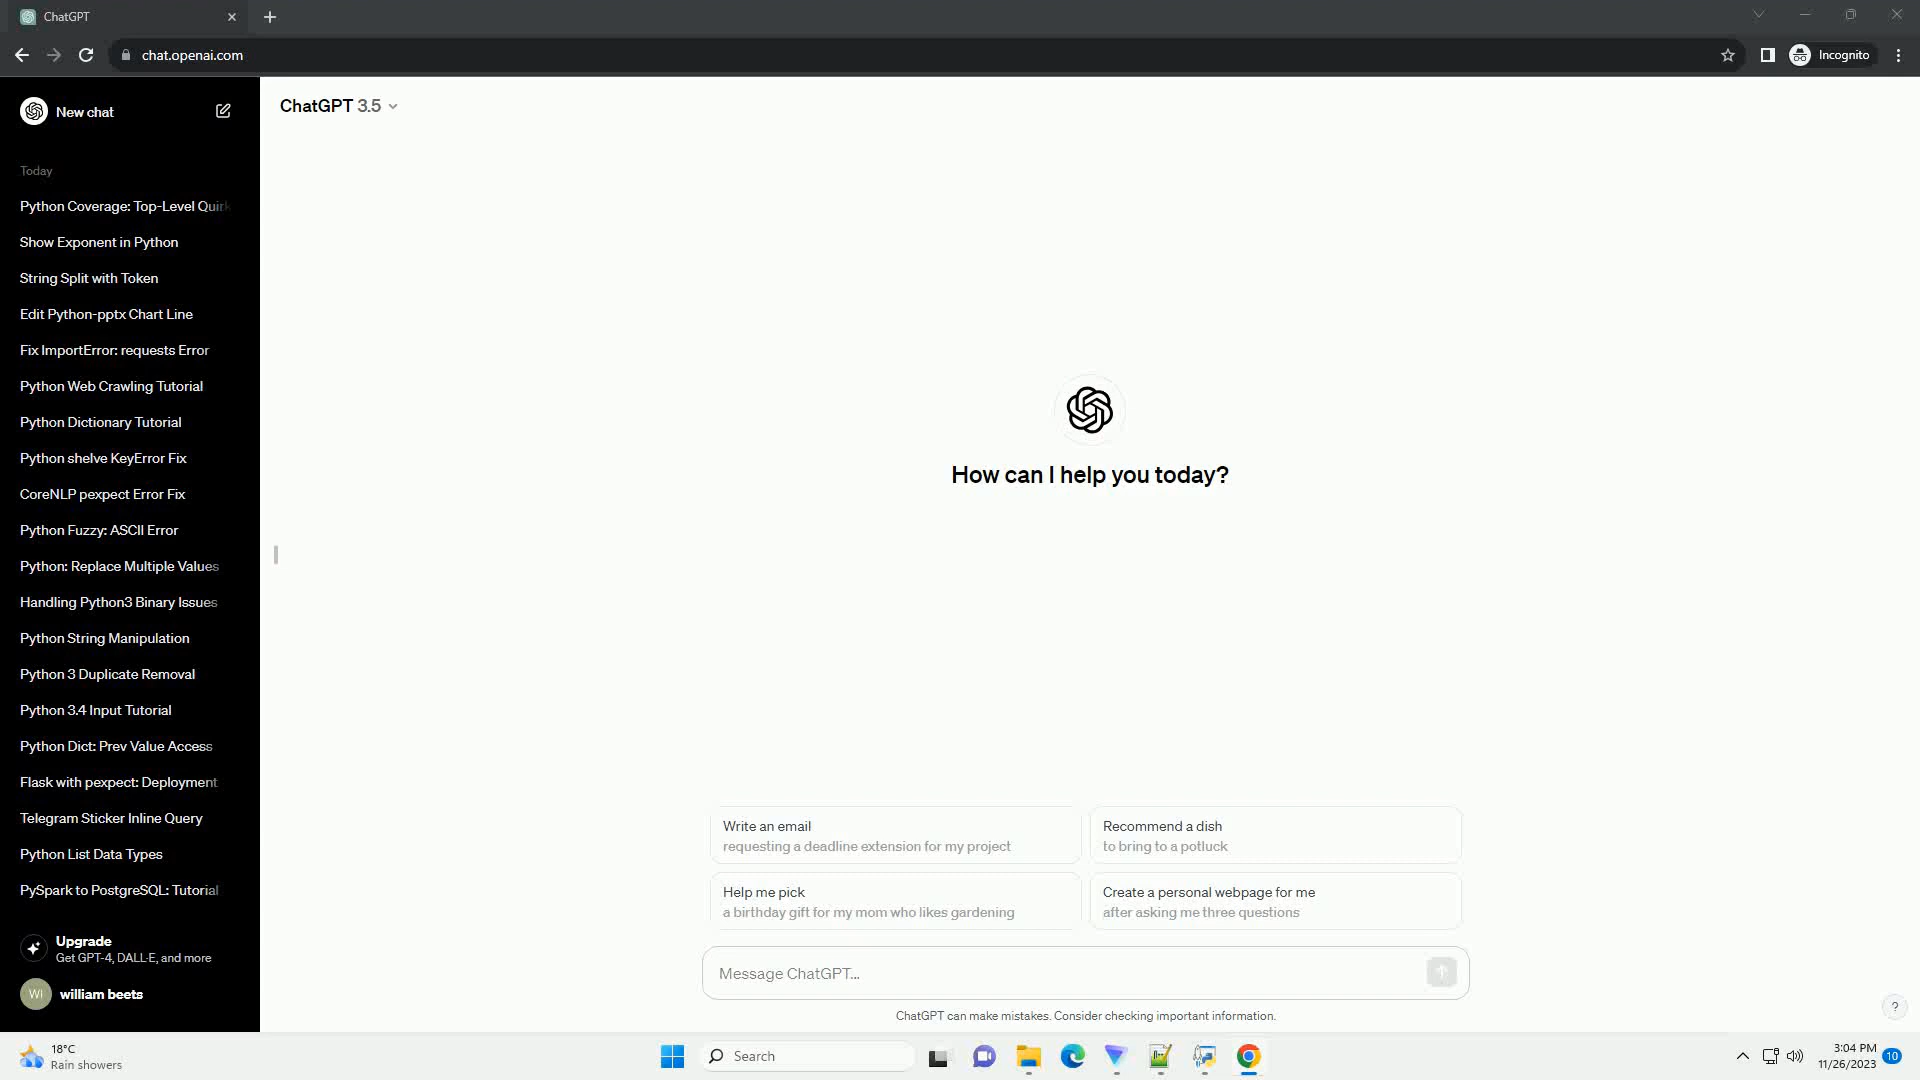 ChatGPT
chat.openai.com
Incognito
New chat
ChatGPT 3.5
Today
Python Coverage: Top-Level Quirk
Show Exponent in Python
String Split with Token
Edit Python-pptx Chart Line
Fix ImportError: requests Error
Python Web Crawling Tutorial
Python Dictionary Tutorial
Python shelve KeyError Fix
CoreNLP pexpect Error Fix
Python Fuzzy: ASCII Error
Python: Replace Multiple Values
Handling Python3 Binary Issues
Python String Manipulation
Python 3 Duplicate Removal
Python 3.4 Input Tutorial
Python Dict: Prev Value Access
Flask with pexpect: Deployment
Telegram Sticker Inline Query
Python List Data Types
PySpark to PostgreSQL: Tutorial
Upgrade
Get GPT-4, DALL·E, and more
WI
william beets
How can I help you today?
Write an email
requesting a deadline extension for my project
Recommend a dish
to bring to a potluck
Help me pick
a birthday gift for my mom who likes gardening
Create a personal webpage for me
after asking me three questions
Message ChatGPT...
ChatGPT can make mistakes. Consider checking important information.
?
18°C
Rain showers
Search
3:04 PM
11/26/2023
10